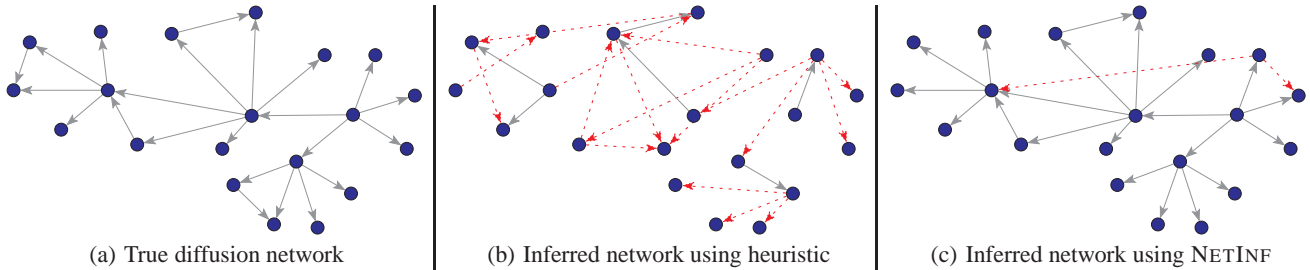 (a) True diffusion network
(b) Inferred network using heuristic
(c) Inferred network using NETINF